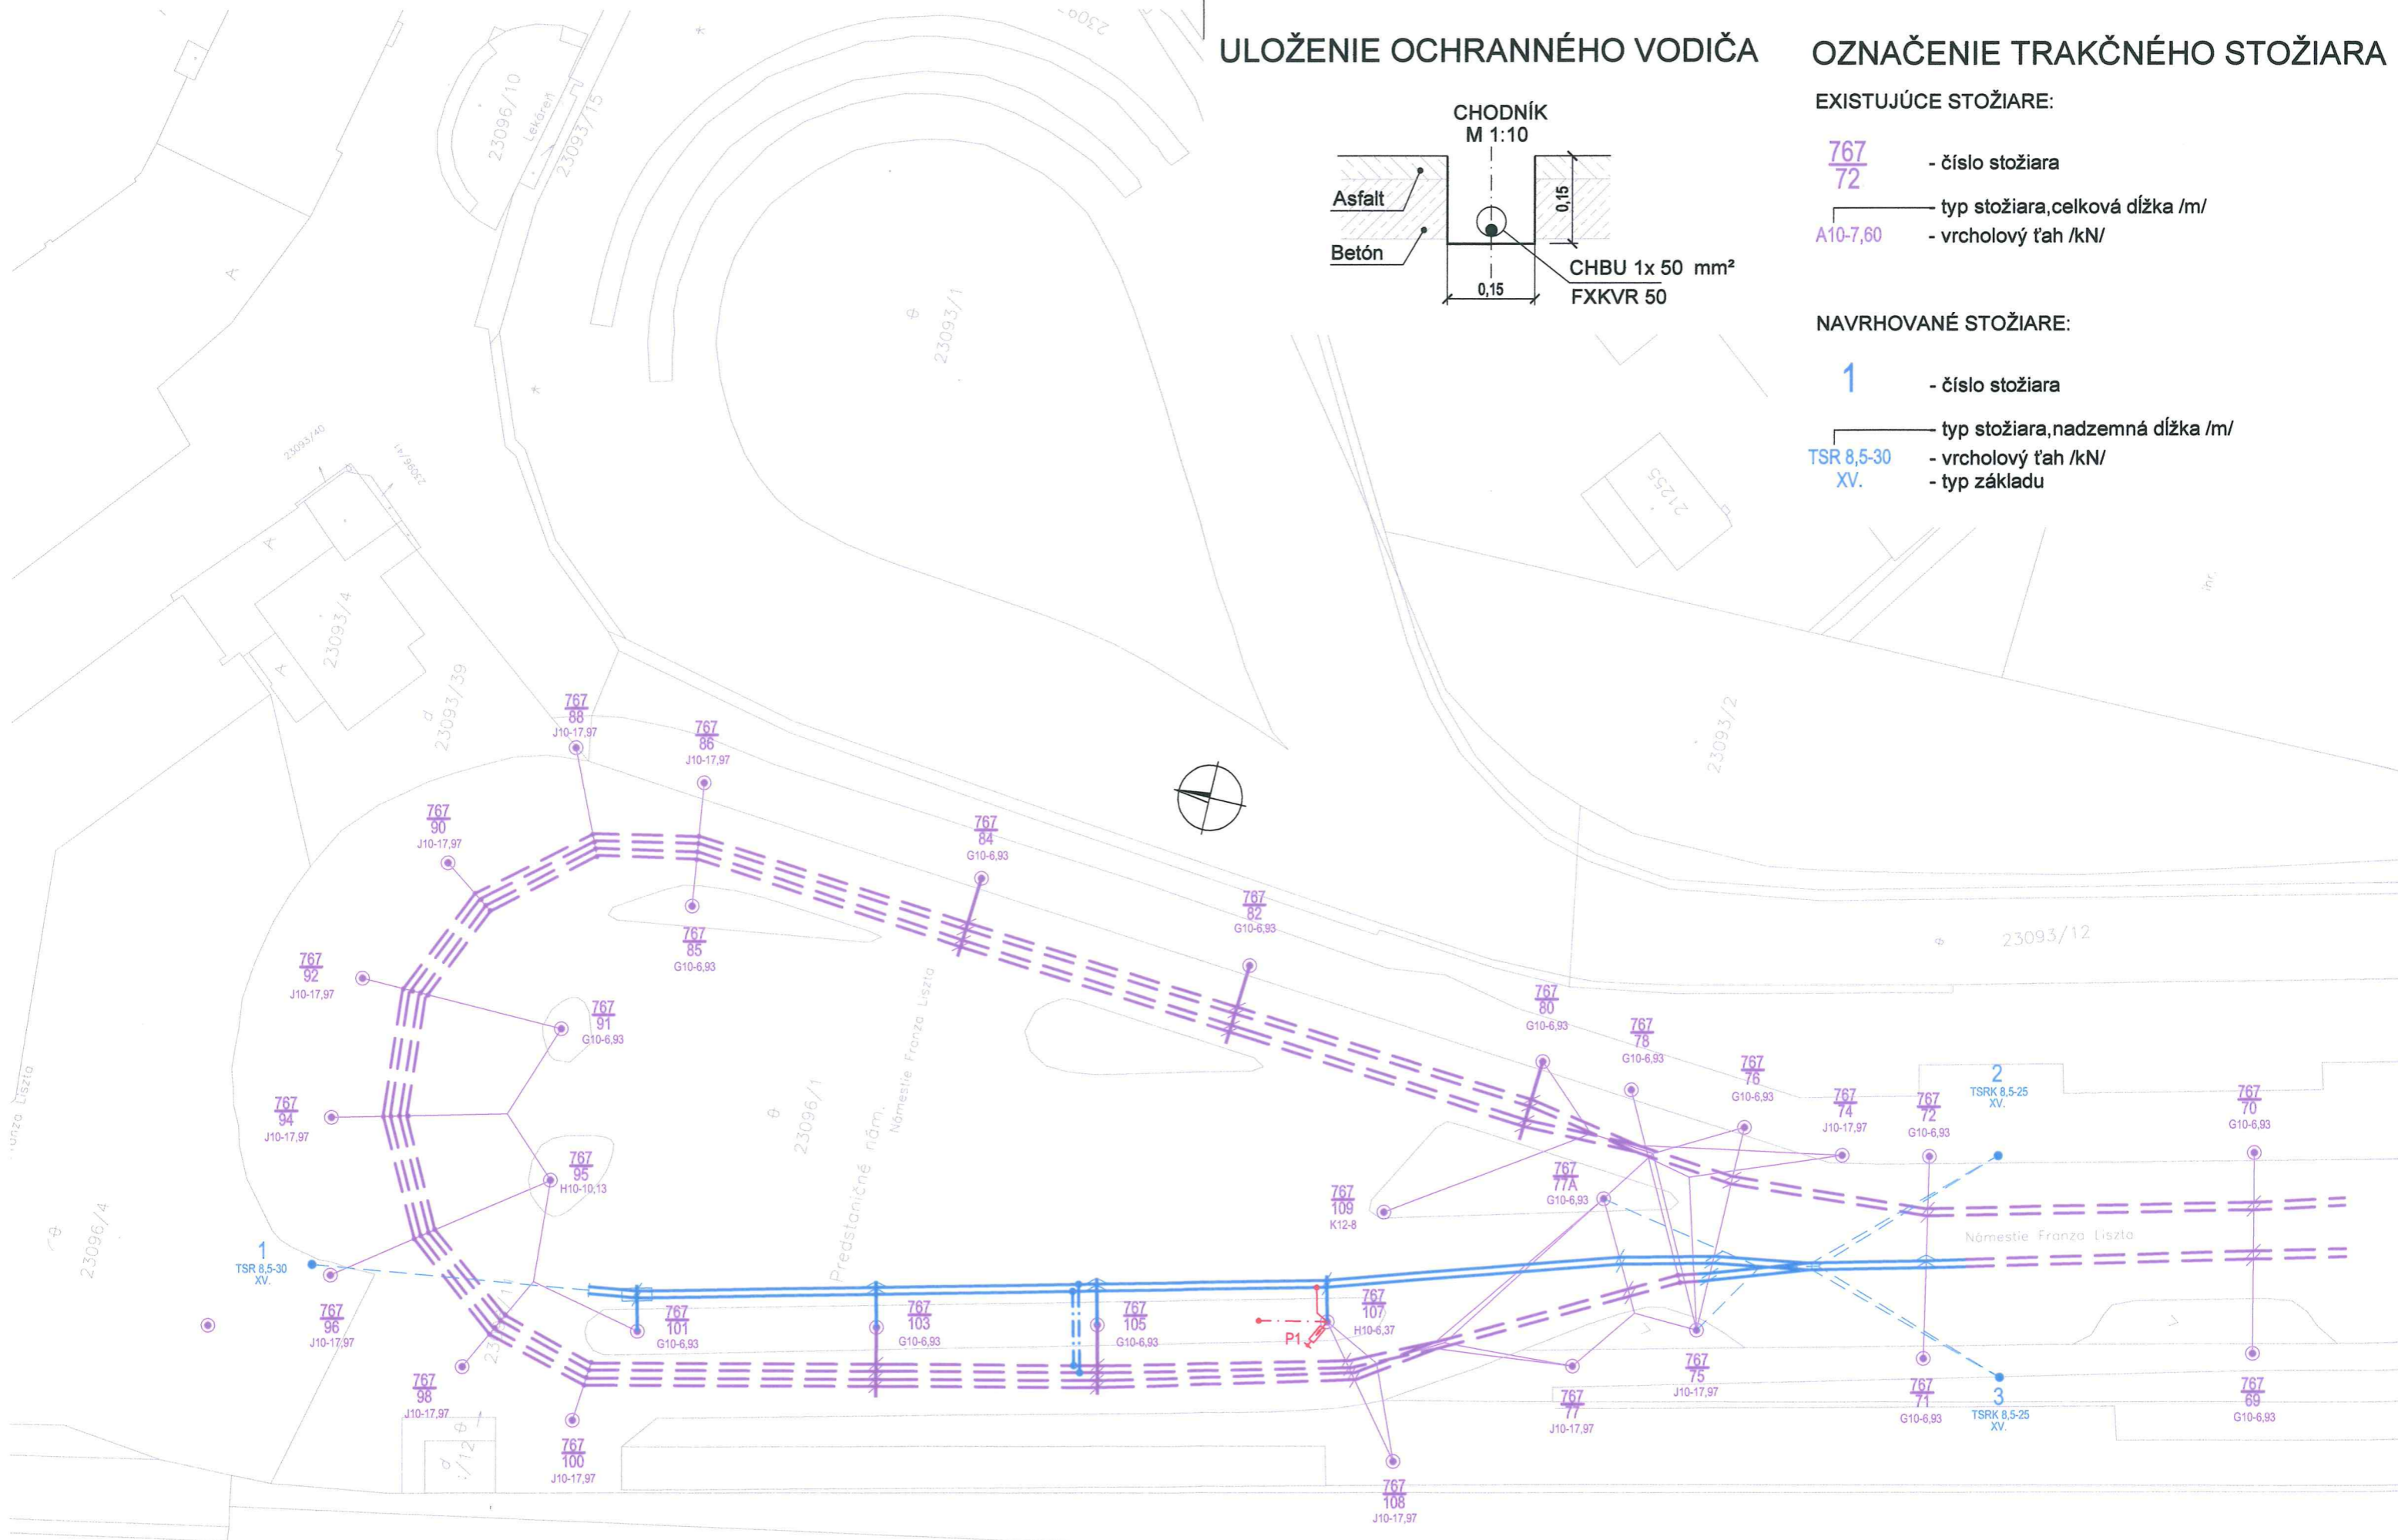 ULOŽENIE OCHRANNÉHO VODIČA
CHODNÍK
M 1:10
Asfalt
Betón
0,15
0,15
CHBU 1x 50 mm²
FXKVR 50
OZNAČENIE TRAKČNÉHO STOŽIARA
EXISTUJÚCE STOŽIARE:
767
72
- číslo stožiara
- typ stožiara,celková dĺžka /m/
A10-7,60
- vrcholový ťah /kN/
NAVRHOVANÉ STOŽIARE:
1
- číslo stožiara
- typ stožiara,nadzemná dĺžka /m/
TSR 8,5-30
- vrcholový ťah /kN/
XV.
- typ základu
23096/10
Lekáreň
23093/15
23093/1
23093/40
23096/41
23093/4
23093/39
21255
inr.
23093/2
23093/12
767
88
J10-17,97
767
86
J10-17,97
767
90
J10-17,97
767
84
G10-6,93
767
82
G10-6,93
767
85
G10-6,93
767
92
J10-17,97
767
91
G10-6,93
767
80
G10-6,93
767
78
G10-6,93
767
76
G10-6,93
767
74
J10-17,97
767
72
G10-6,93
2
TSRK 8,5-25
XV.
767
70
G10-6,93
767
94
J10-17,97
767
95
H10-10,13
767
109
K12-8
767
77A
G10-6,93
Námestie Franza Liszta
23096/1
Predstaničné nám.
Námestie Franza Liszta
23096/4
1
TSR 8,5-30
XV.
767
96
J10-17,97
767
101
G10-6,93
767
103
G10-6,93
767
105
G10-6,93
767
107
H10-6,37
P1
767
98
J10-17,97
767
100
J10-17,97
767
108
J10-17,97
767
77
J10-17,97
767
75
J10-17,97
767
71
G10-6,93
3
TSRK 8,5-25
XV.
767
69
G10-6,93